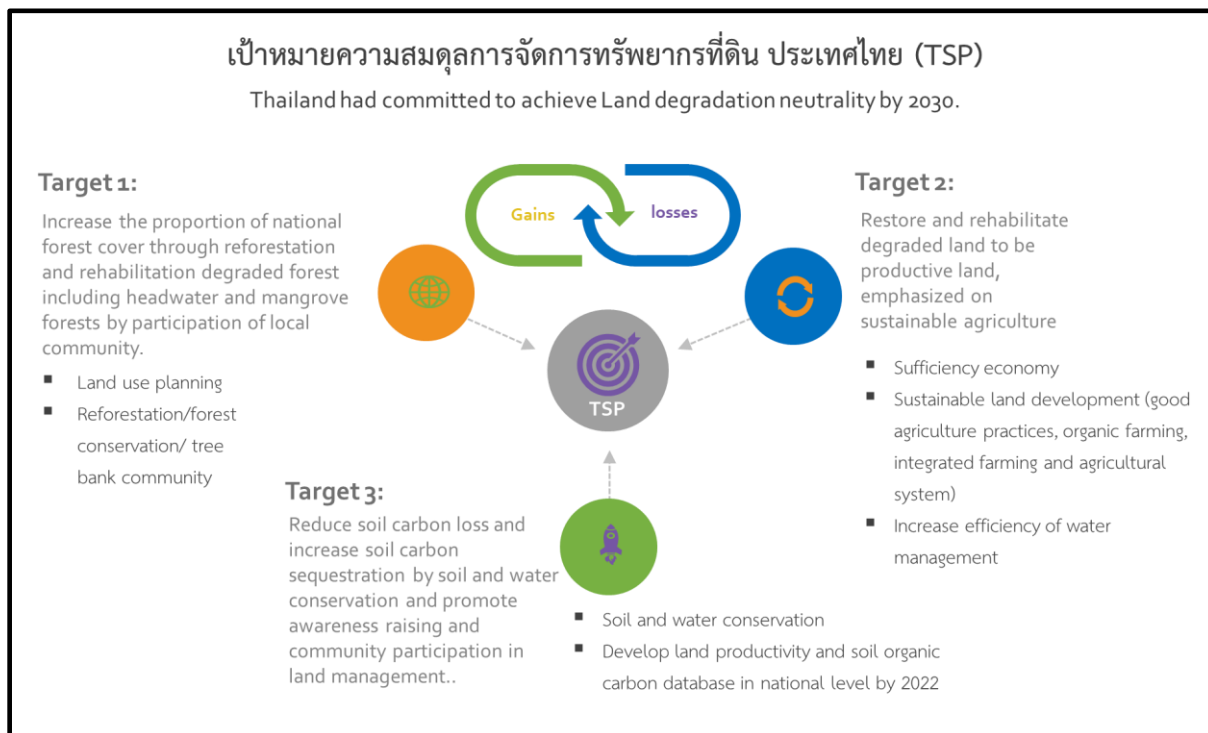 เป้าหมายความสมดุลการจัดการทรัพยากรที่ดิน ประเทศไทย (TSP)
Thailand had committed to achieve Land degradation neutrality by 2030.
Target 1:
Increase the proportion of national
forest cover through reforestation
and rehabilitation degraded forest
including headwater and mangrove
forests by participation of local
community.
▪ Land use planning
▪ Reforestation/forest
conservation/ tree
bank community
Gains
losses
TSP
Target 2:
Restore and rehabilitate
degraded land to be
productive land,
emphasized on
sustainable agriculture
▪ Sufficiency economy
▪ Sustainable land development (good
agriculture practices, organic farming,
integrated farming and agricultural
system)
▪ Increase efficiency of water
management
Target 3:
Reduce soil carbon loss and
increase soil carbon
sequestration by soil and water
conservation and promote
awareness raising and
community participation in
land management..
▪ Soil and water conservation
▪ Develop land productivity and soil organic
carbon database in national level by 2022